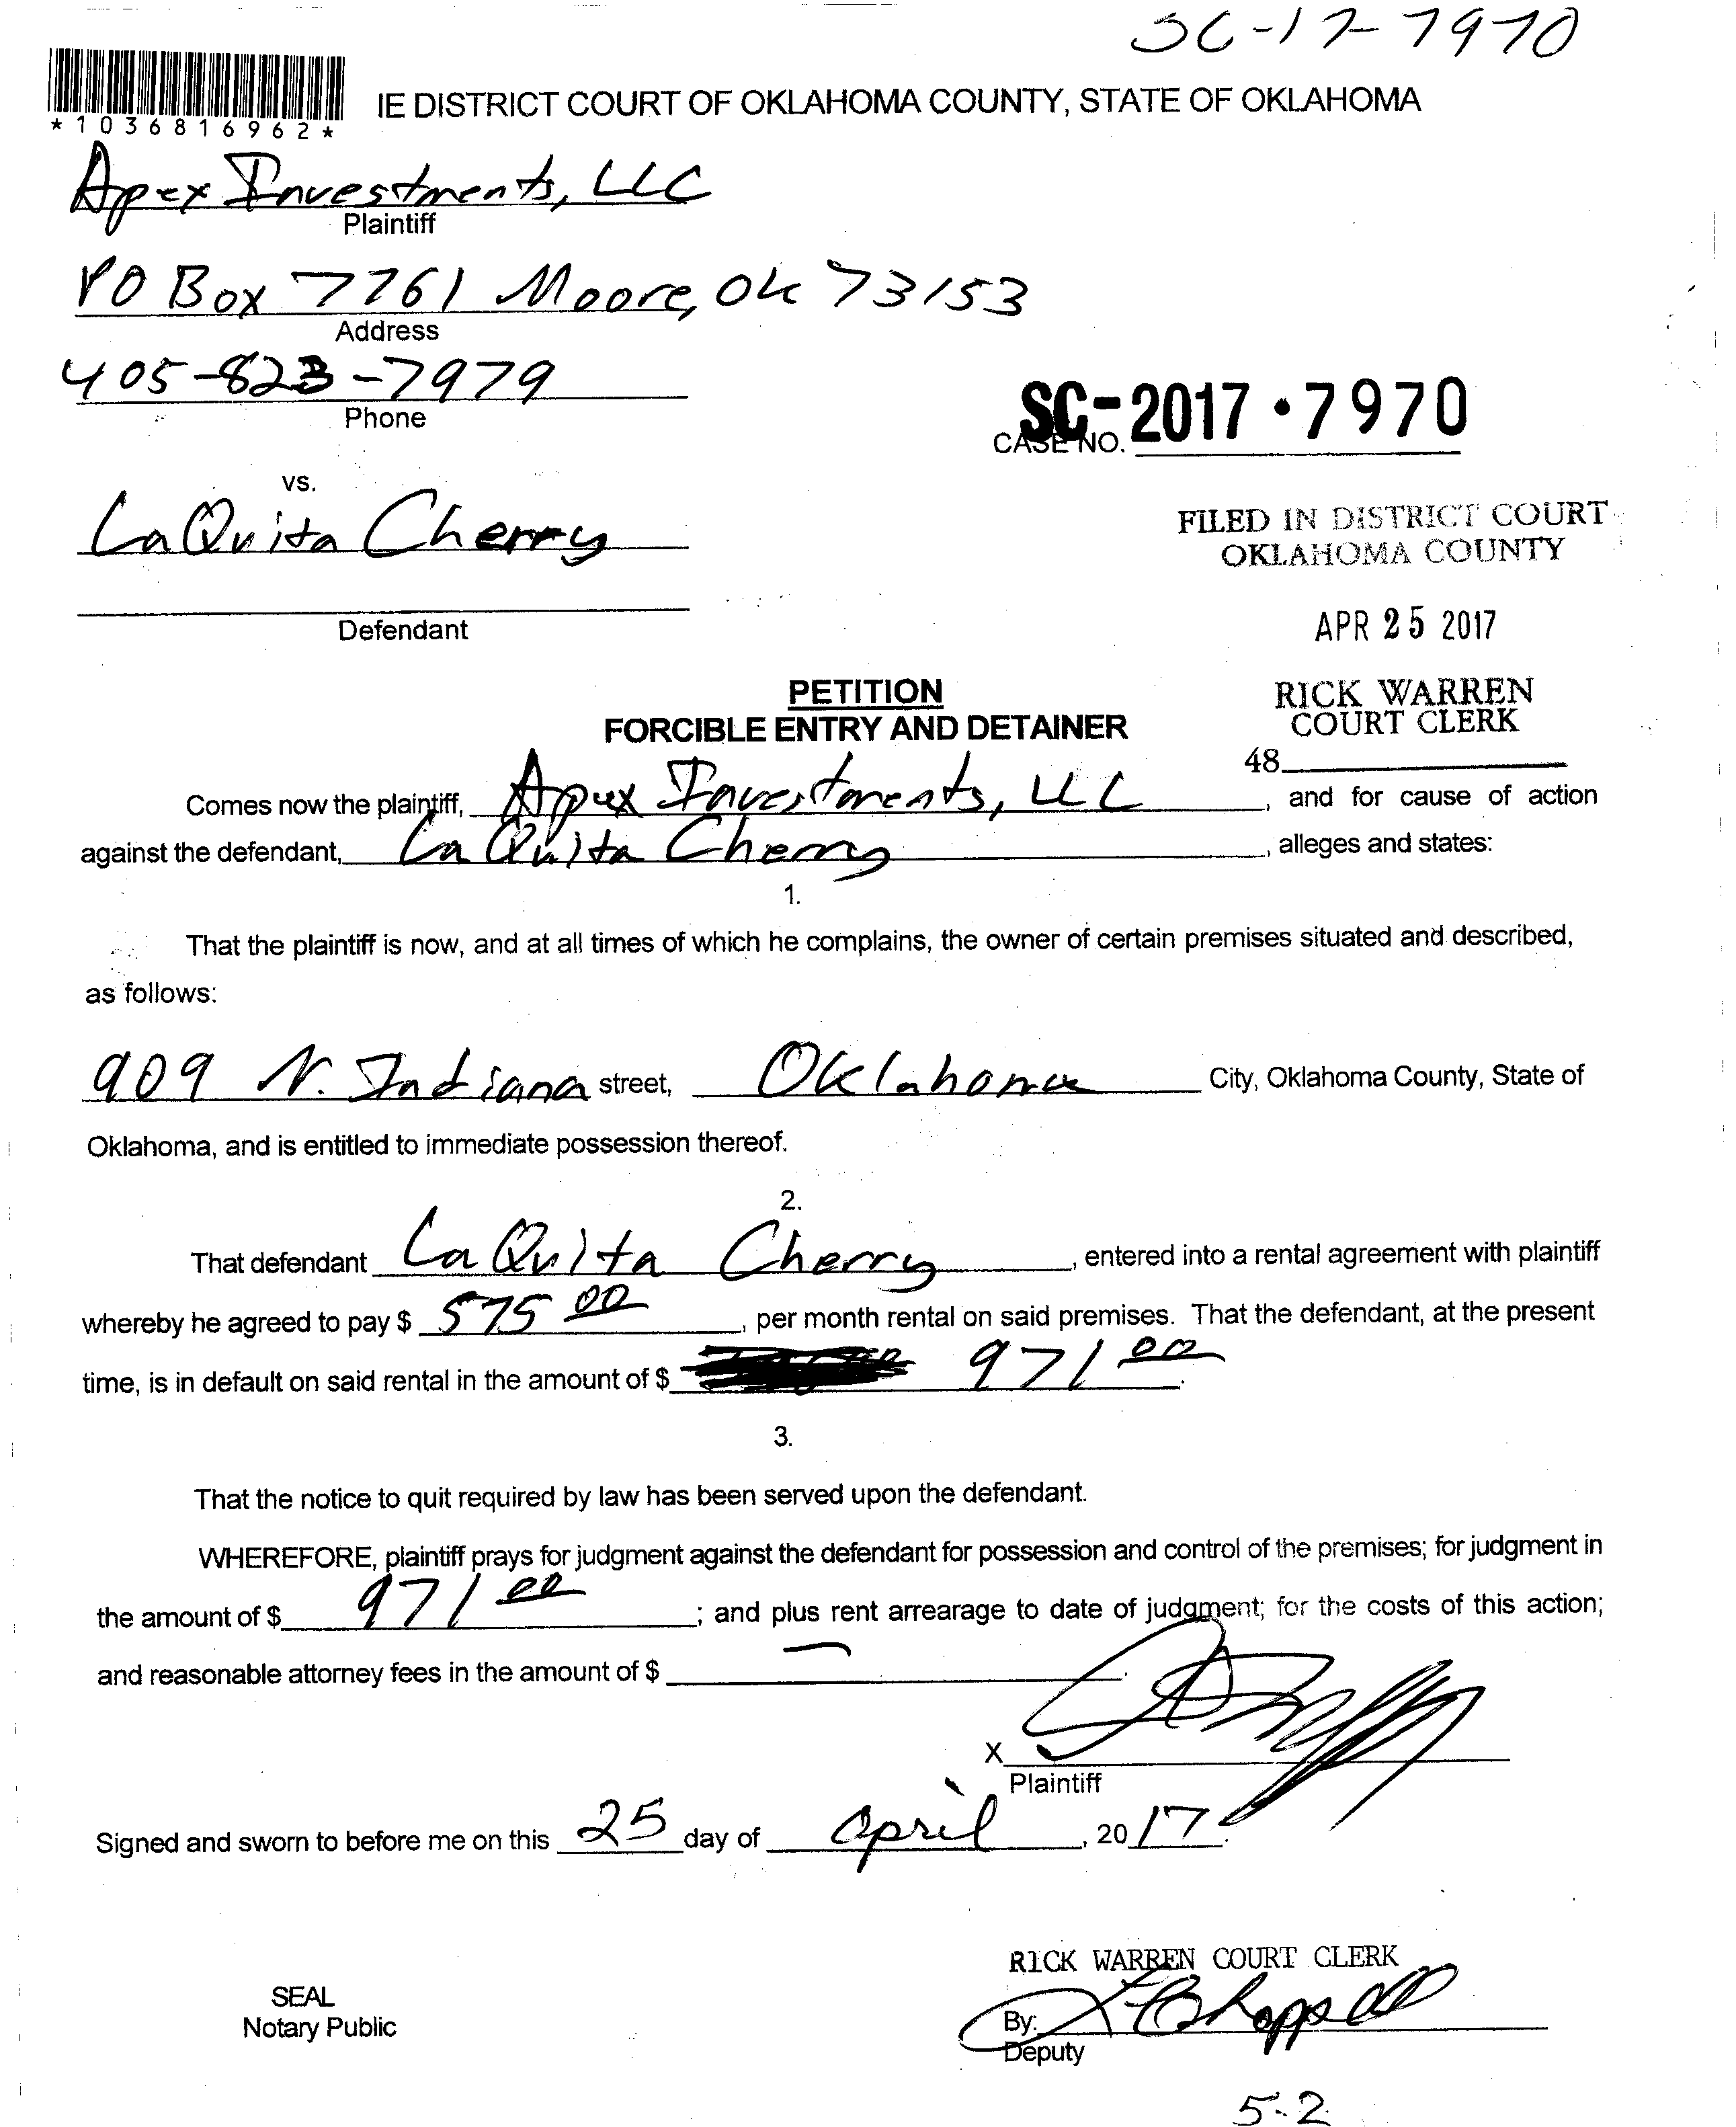 SC-17-7970
*1036816962*
IE DISTRICT COURT OF OKLAHOMA COUNTY, STATE OF OKLAHOMA
Apex Investments, LLC
Plaintiff
PO Box 7761 Moore, OK 73153
Address
405-823-7979
Phone
SC-2017-7970
CASE NO.
vs.
LaQuita Cherry
Defendant
FILED IN DISTRICT COURT
OKLAHOMA COUNTY
APR 25 2017
RICK WARREN
COURT CLERK
48
PETITION
FORCIBLE ENTRY AND DETAINER
Comes now the plaintiff, Apex Investments, LLC, and for cause of action
against the defendant, LaQuita Cherry, alleges and states:
1.
That the plaintiff is now, and at all times of which he complains, the owner of certain premises situated and described,
as follows:
909 N. Indiana street, Oklahoma City, Oklahoma County, State of
Oklahoma, and is entitled to immediate possession thereof.
2.
That defendant LaQuita Cherry, entered into a rental agreement with plaintiff
whereby he agreed to pay $ 575 00, per month rental on said premises. That the defendant, at the present
time, is in default on said rental in the amount of $ 971 00.
3.
That the notice to quit required by law has been served upon the defendant.
WHEREFORE, plaintiff prays for judgment against the defendant for possession and control of the premises; for judgment in
the amount of $ 971 00; and plus rent arrearage to date of judgment; for the costs of this action;
and reasonable attorney fees in the amount of $ —.
X
Plaintiff
Signed and sworn to before me on this 25 day of April, 2017.
RICK WARREN COURT CLERK
SEAL
Notary Public
By:
Deputy
5-2